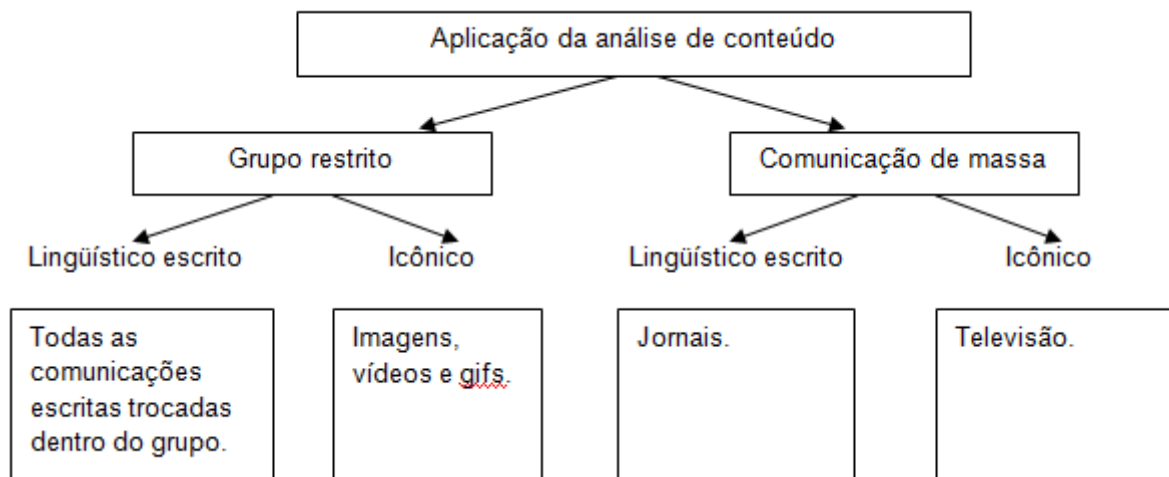 Aplicação da análise de conteúdo
Grupo restrito
Comunicação de massa
Lingüístico escrito
Icônico
Lingüístico escrito
Icônico
Todas as
comunicações
escritas trocadas
dentro do grupo.
Imagens,
vídeos e gifs.
Jornais.
Televisão.